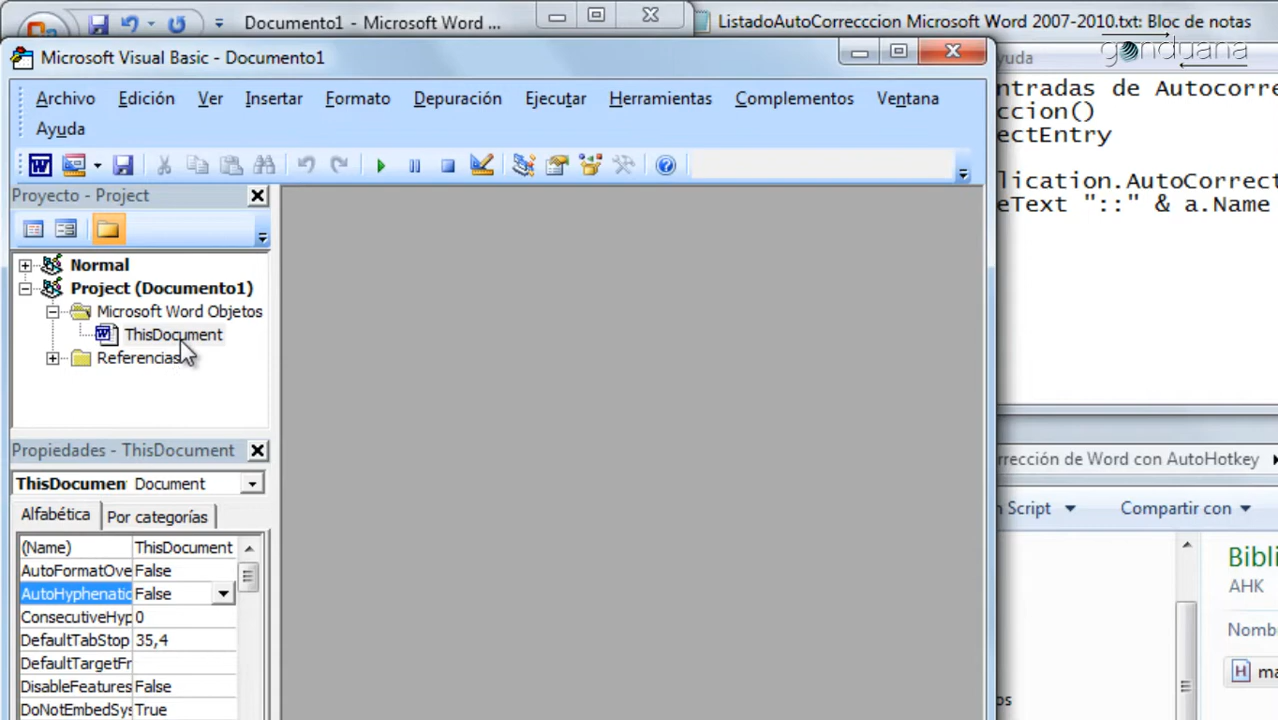 Documento1 - Microsoft Word ...
ListadoAutoCorrecccion Microsoft Word 2007-2010.txt: Bloc de notas
gonduana
Microsoft Visual Basic - Documento1
yuda
Archivo Edición Ver Insertar Formato Depuración Ejecutar Herramientas Complementos Ventana
Ayuda
ntradas de Autocorre
ccion()
ectEntry
lication.AutoCorrect
eText "::" & a.Name
Proyecto - Project
Normal
Project (Documento1)
Microsoft Word Objetos
ThisDocument
Referencias
Propiedades - ThisDocument
ThisDocumen Document
Alfabética Por categorías
(Name) ThisDocument
AutoFormatOve False
AutoHyphenatic False
ConsecutiveHyp 0
DefaultTabStop 35,4
DefaultTargetFr
DisableFeatures False
DoNotEmbedSys True
rrección de Word con AutoHotkey
n Script Compartir con
Bibli
AHK
Nomb
ma
os